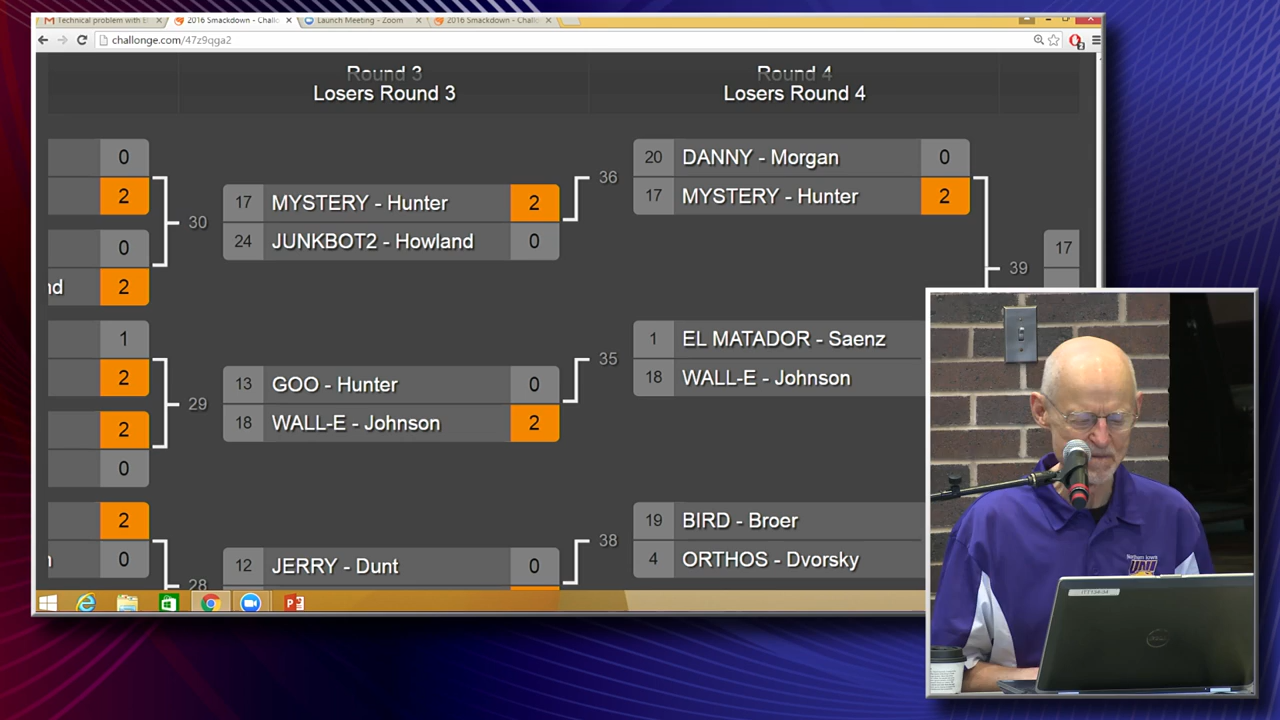 Technical problem with E
2016 Smackdown - Challo
Launch Meeting - Zoom
2016 Smackdown - Challo
challonge.com/47z9qga2
Round 3
Losers Round 3
Round 4
Losers Round 4
0
2
0
nd 2
1
2
2
0
2
0
30
29
28
17 MYSTERY - Hunter 2
24 JUNKBOT2 - Howland 0
13 GOO - Hunter 0
18 WALL-E - Johnson 2
12 JERRY - Dunt 0
36
35
38
20 DANNY - Morgan 0
17 MYSTERY - Hunter 2
1 EL MATADOR - Saenz
18 WALL-E - Johnson
19 BIRD - Broer
4 ORTHOS - Dvorsky
39
17
Northern Iowa
UNI
DELL